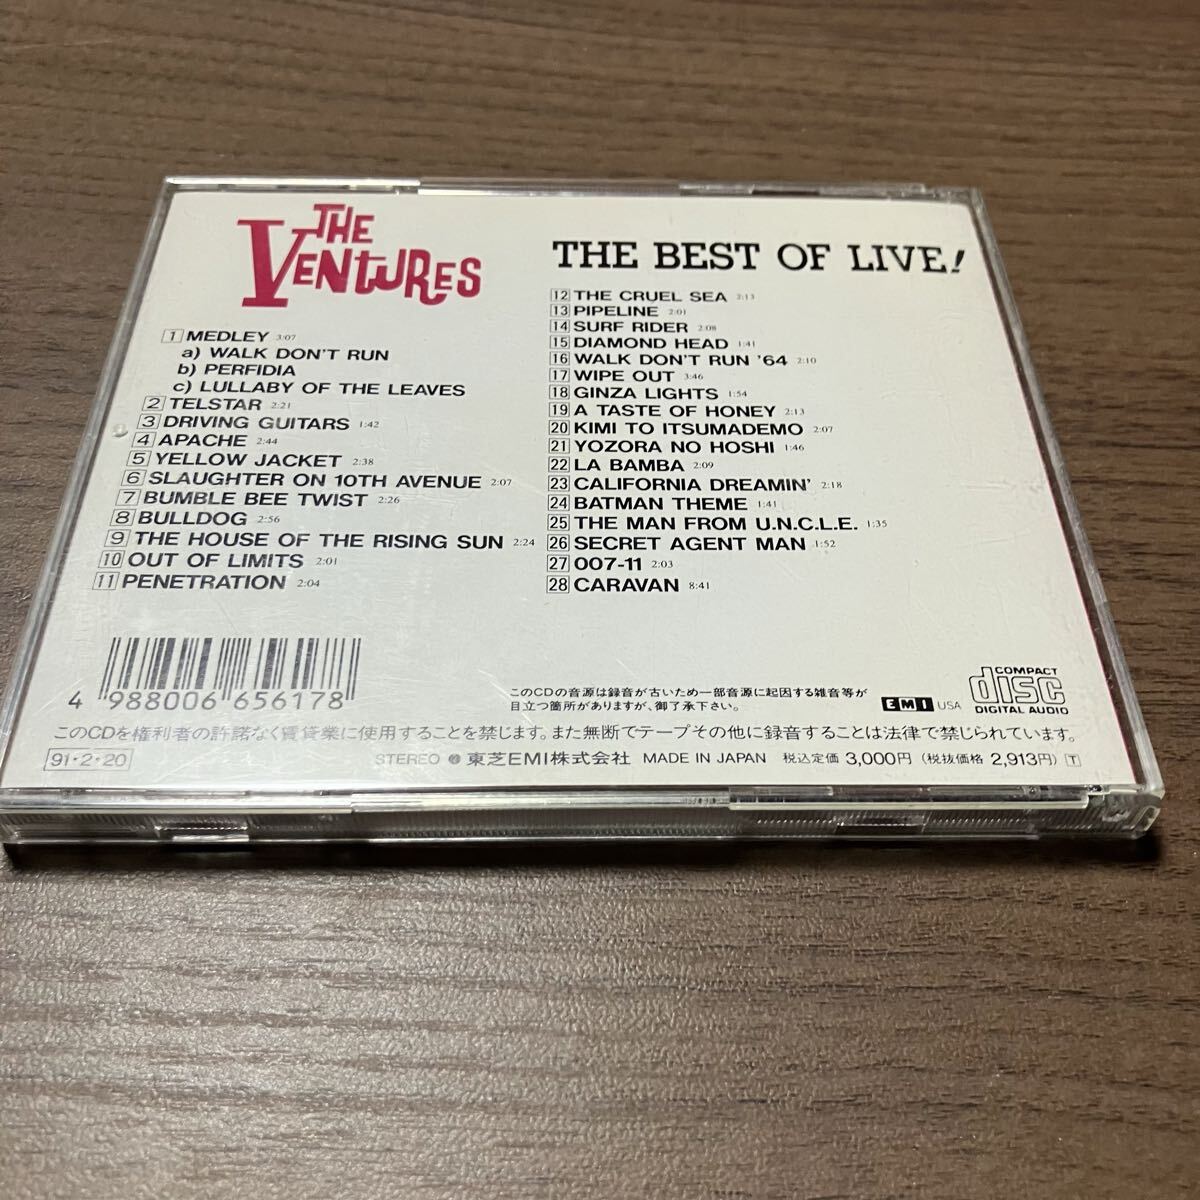 THE
VENTURES
THE BEST OF LIVE!
1 MEDLEY 3:07
a) WALK DON'T RUN
b) PERFIDIA
c) LULLABY OF THE LEAVES
2 TELSTAR 2:21
3 DRIVING GUITARS 1:42
4 APACHE 2:44
5 YELLOW JACKET 2:38
6 SLAUGHTER ON 10TH AVENUE 2:07
7 BUMBLE BEE TWIST 2:26
8 BULLDOG 2:56
9 THE HOUSE OF THE RISING SUN 2:24
10 OUT OF LIMITS 2:01
11 PENETRATION 2:04
12 THE CRUEL SEA 2:13
13 PIPELINE 2:01
14 SURF RIDER 2:08
15 DIAMOND HEAD 1:41
16 WALK DON'T RUN '64 2:10
17 WIPE OUT 3:46
18 GINZA LIGHTS 1:54
19 A TASTE OF HONEY 2:13
20 KIMI TO ITSUMADEMO 2:07
21 YOZORA NO HOSHI 1:46
22 LA BAMBA 2:09
23 CALIFORNIA DREAMIN' 2:18
24 BATMAN THEME 1:41
25 THE MAN FROM U.N.C.L.E. 1:35
26 SECRET AGENT MAN 1:52
27 007-11 2:03
28 CARAVAN 8:41
4 988006 656178
このCDの音源は録音が古いため一部音源に起因する雑音等が
目立つ箇所がありますが、御了承下さい。
EMI USA
COMPACT
disc
DIGITAL AUDIO
このCDを権利者の許諾なく賃貸業に使用することを禁じます。また無断でテープその他に録音することは法律で禁じられています。
91・2・20
STEREO ℗ 東芝EMI株式会社 MADE IN JAPAN 税込定価 3,000円 (税抜価格 2,913円) T